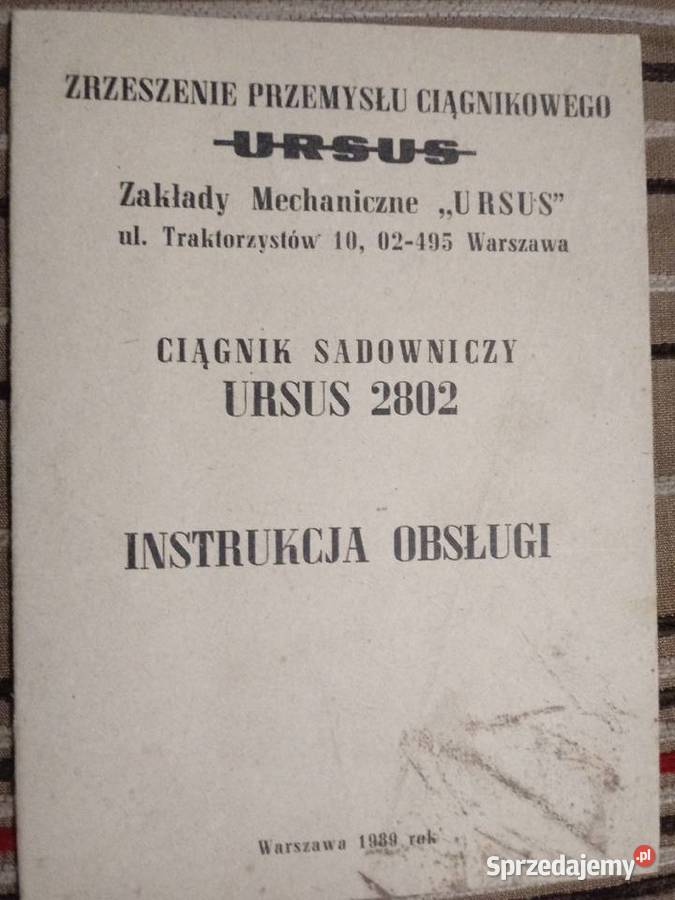 ZRZESZENIE PRZEMYSŁU CIĄGNIKOWEGO
URSUS
Zakłady Mechaniczne „URSUS”
ul. Traktorzystów 10, 02-495 Warszawa
CIĄGNIK SADOWNICZY
URSUS 2802
INSTRUKCJA OBSŁUGI
Warszawa 1989 rok
Sprzedajemy.pl